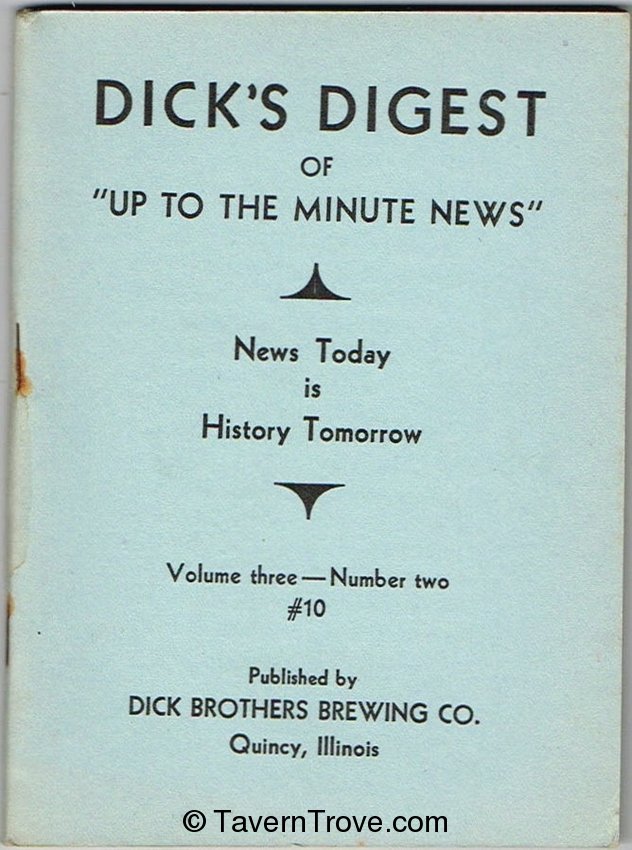 DICK'S DIGEST
OF
"UP TO THE MINUTE NEWS"
News Today
is
History Tomorrow
Volume three — Number two
#10
Published by
DICK BROTHERS BREWING CO.
Quincy, Illinois
© TavernTrove.com